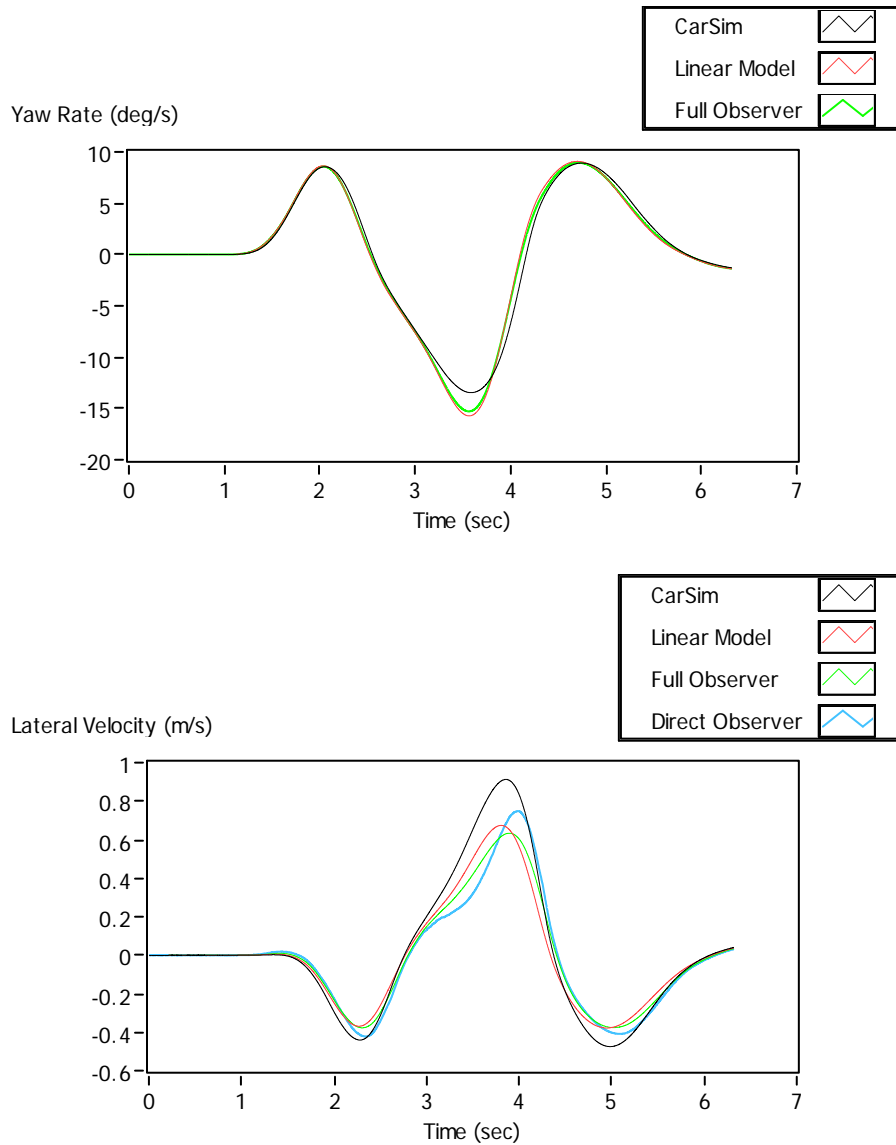 CarSim
Linear Model
Full Observer
Yaw Rate (deg/s)
10
5
0
-5
-10
-15
-20
0 1 2 3 4 5 6 7
Time (sec)
CarSim
Linear Model
Full Observer
Direct Observer
Lateral Velocity (m/s)
1
0.8
0.6
0.4
0.2
0
-0.2
-0.4
-0.6
0 1 2 3 4 5 6 7
Time (sec)